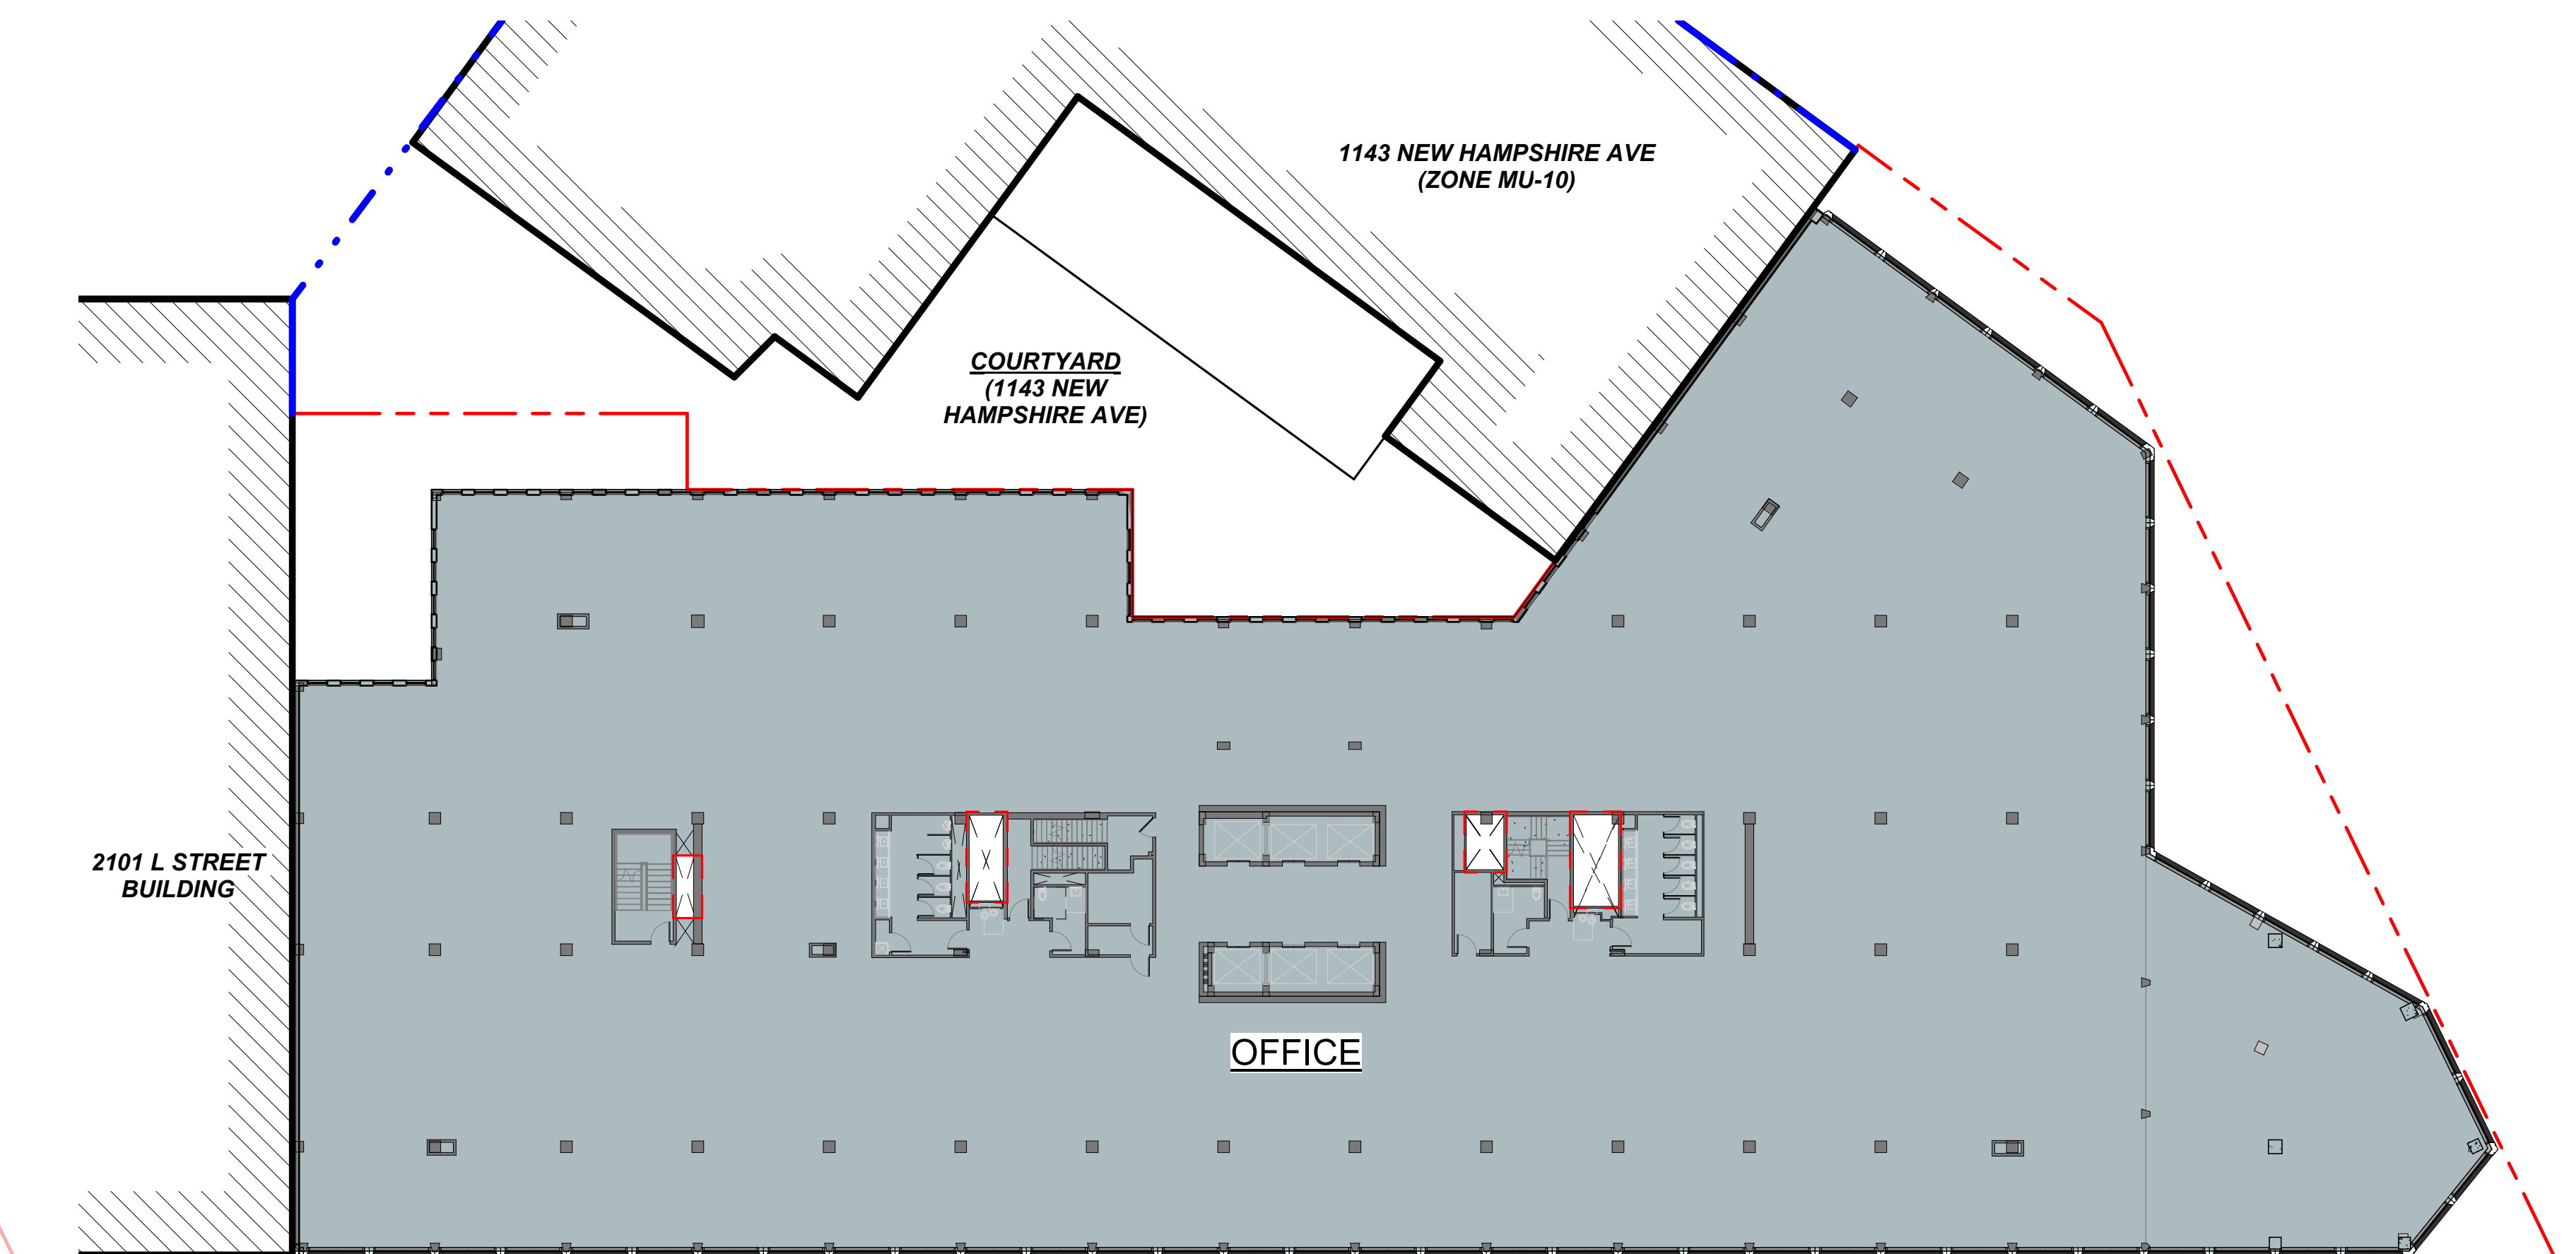 1143 NEW HAMPSHIRE AVE
(ZONE MU-10)
COURTYARD
(1143 NEW
HAMPSHIRE AVE)
2101 L STREET
BUILDING
OFFICE